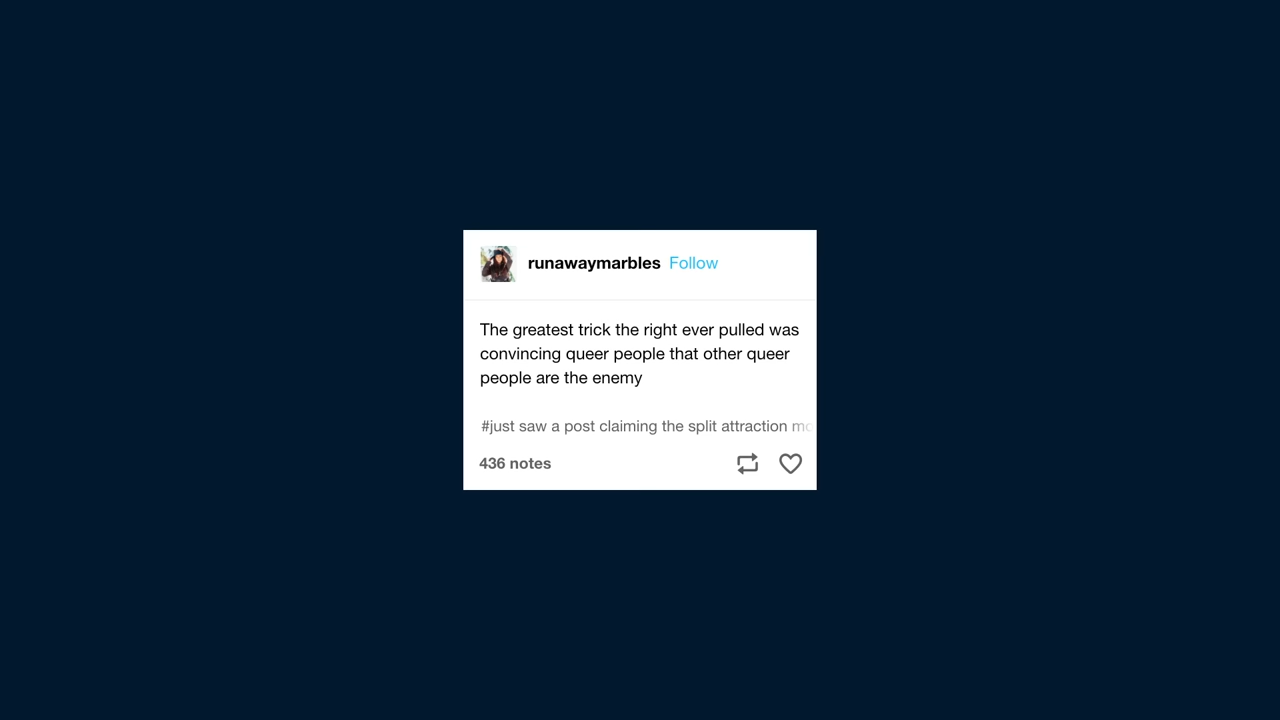 runawaymarbles Follow
The greatest trick the right ever pulled was
convincing queer people that other queer
people are the enemy
#just saw a post claiming the split attraction
436 notes